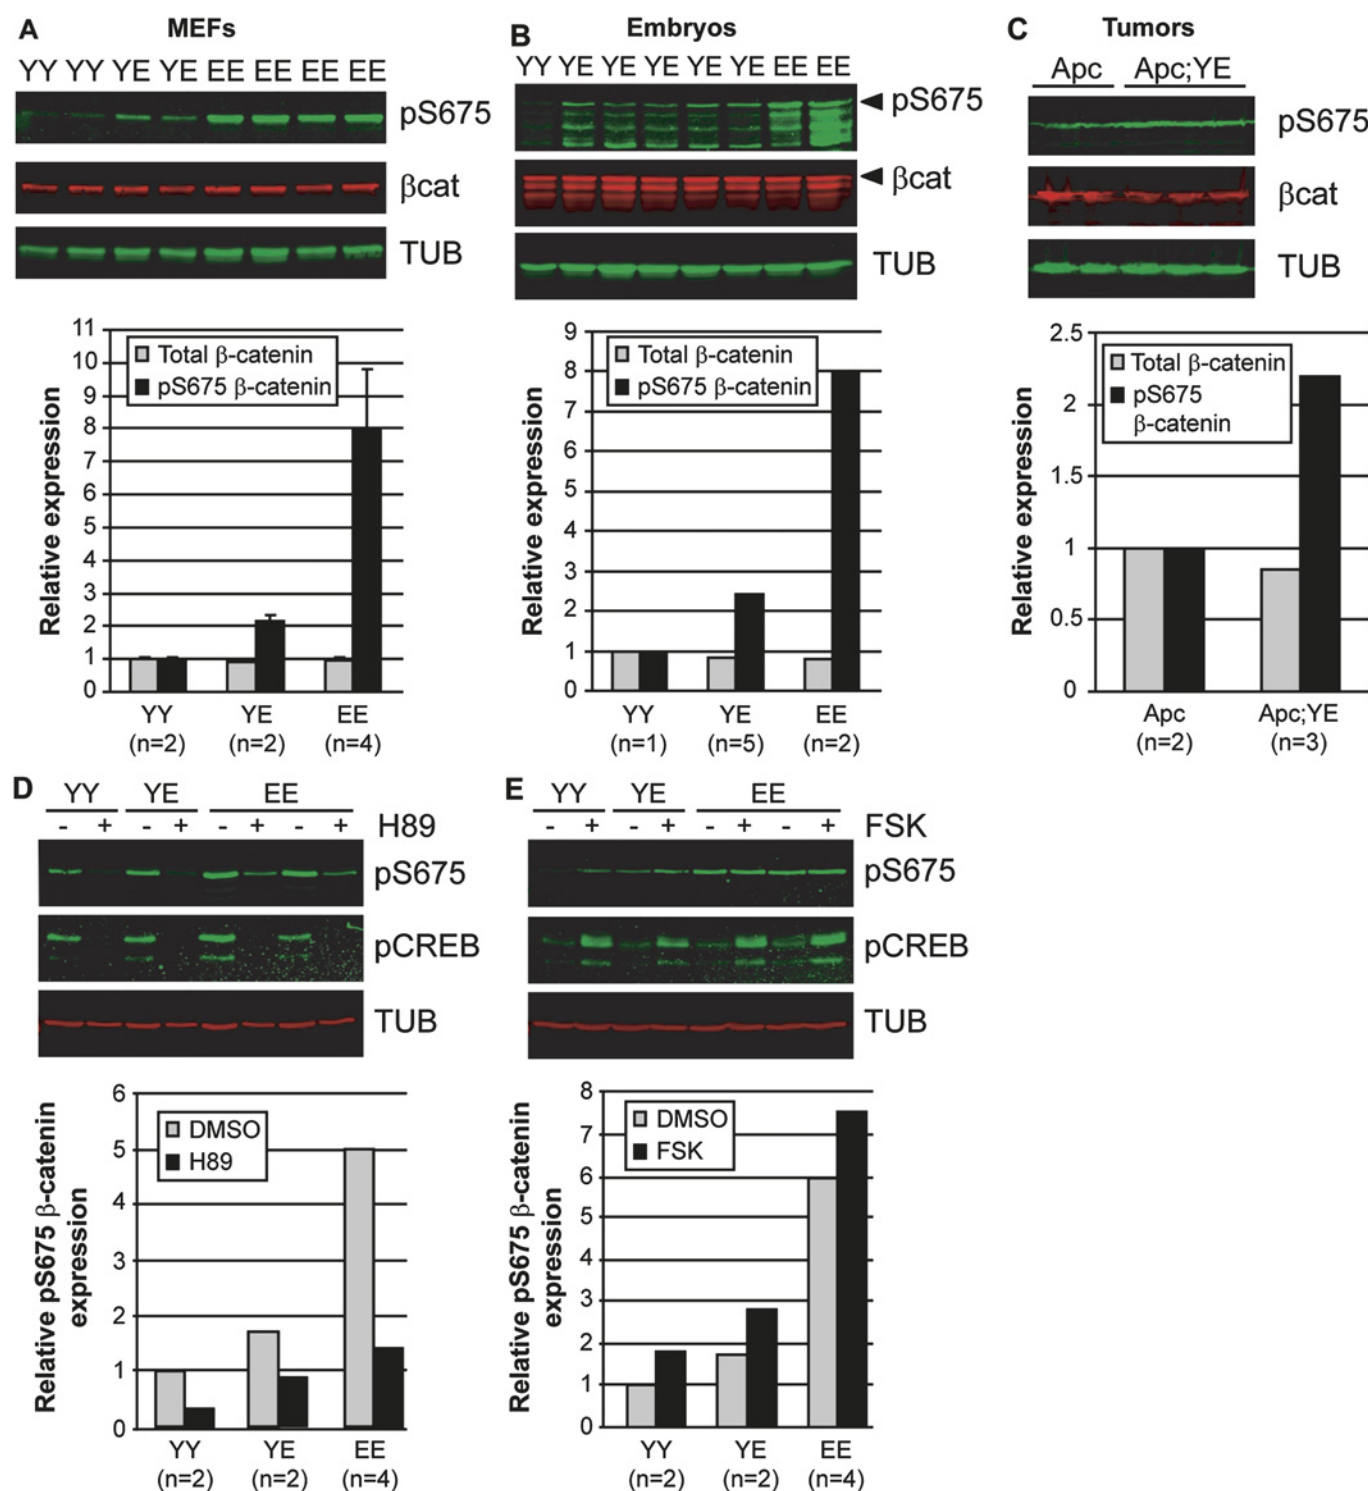 A MEFs
YY YY YE YE EE EE EE EE
pS675
βcat
TUB
11
10
9
8
7
6
5
4
3
2
1
0
Relative expression
Total β-catenin
pS675 β-catenin
YY YE EE
(n=2) (n=2) (n=4)
B Embryos
YY YE YE YE YE YE EE EE
pS675
βcat
TUB
9
8
7
6
5
4
3
2
1
0
Relative expression
Total β-catenin
pS675 β-catenin
YY YE EE
(n=1) (n=5) (n=2)
C Tumors
Apc Apc;YE
pS675
βcat
TUB
2.5
2
1.5
1
0.5
0
Relative expression
Total β-catenin
pS675
β-catenin
Apc Apc;YE
(n=2) (n=3)
D YY YE EE
- + - + - + - + H89
pS675
pCREB
TUB
6
5
4
3
2
1
0
Relative pS675 β-catenin
expression
DMSO
H89
YY YE EE
(n=2) (n=2) (n=4)
E YY YE EE
- + - + - + - + FSK
pS675
pCREB
TUB
8
7
6
5
4
3
2
1
0
Relative pS675 β-catenin
expression
DMSO
FSK
YY YE EE
(n=2) (n=2) (n=4)